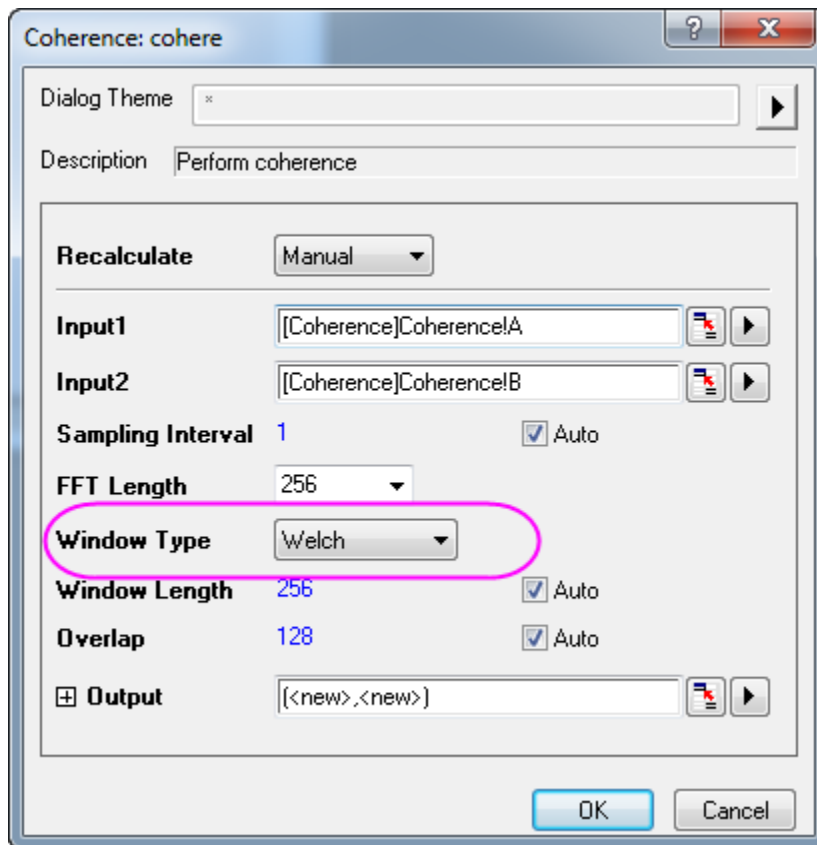 Coherence: cohere
Dialog Theme *
Description Perform coherence
Recalculate Manual
Input1 [Coherence]Coherence!A
Input2 [Coherence]Coherence!B
Sampling Interval 1 Auto
FFT Length 256
Window Type Welch
Window Length 256 Auto
Overlap 128 Auto
Output (<new>,<new>)
OK Cancel